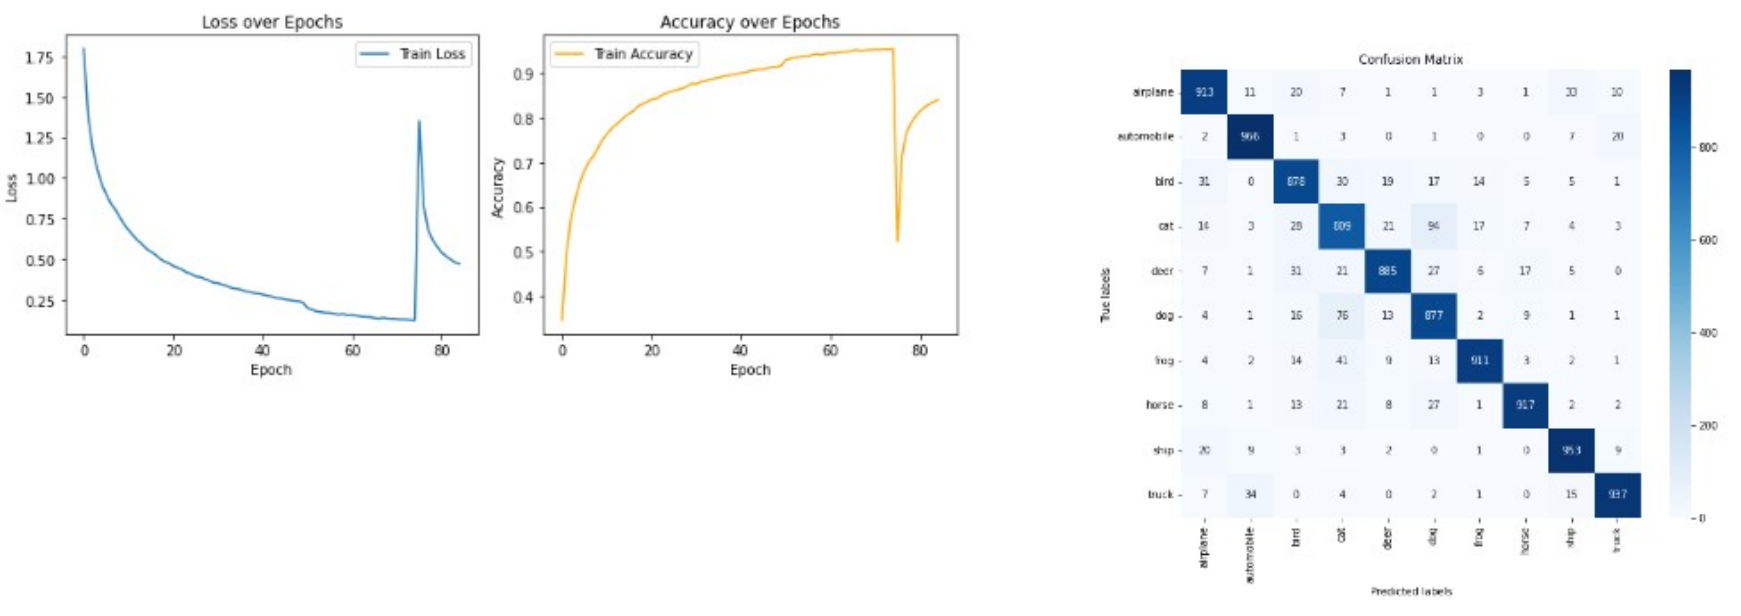 Loss over Epochs
Train Loss
1.75
1.50
1.25
1.00
0.75
0.50
0.25
Loss
0 20 40 60 80
Epoch
Accuracy over Epochs
Train Accuracy
0.9
0.8
0.7
0.6
0.5
0.4
Accuracy
0 20 40 60 80
Epoch
Confusion Matrix
airplane 913 11 20 7 1 1 3 1 33 10
automobile 2 966 1 3 0 1 0 0 7 20
bird 31 0 878 30 19 17 14 5 5 1
cat 14 3 28 809 21 94 17 7 4 3
deer 7 1 31 21 885 27 6 17 5 0
dog 4 1 16 76 13 877 2 9 1 1
frog 4 2 14 41 9 13 911 3 2 1
horse 8 1 13 21 8 27 1 917 2 2
ship 20 9 3 3 2 0 1 0 953 9
truck 7 34 0 4 0 2 1 0 15 937
True labels
airplane automobile bird cat deer dog frog horse ship truck
Predicted labels
800
600
400
200
0